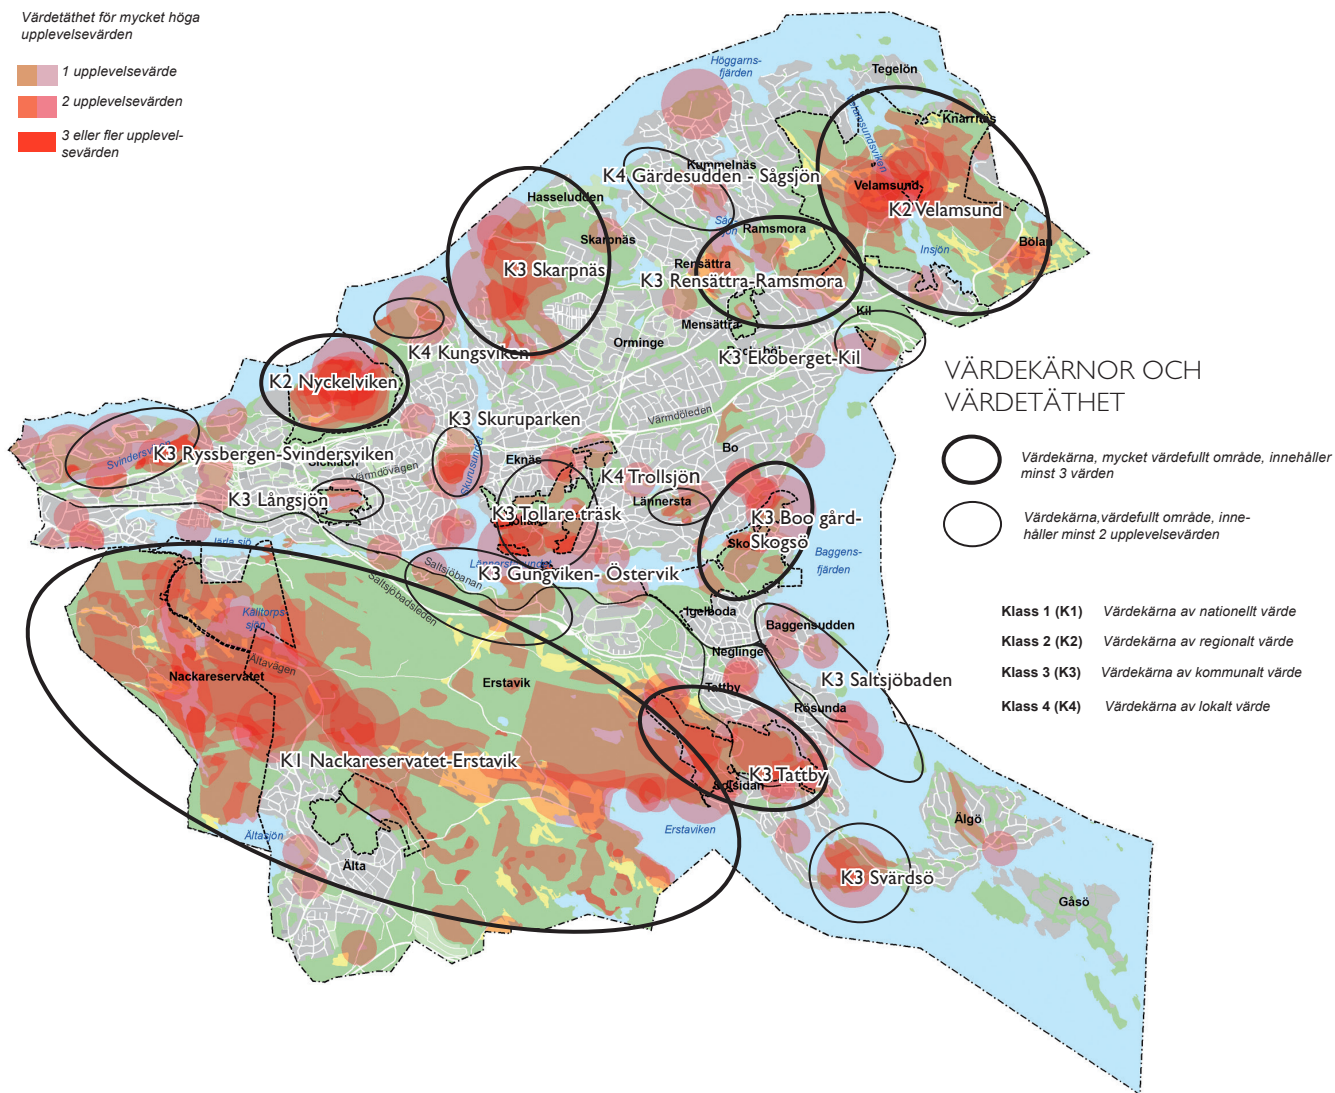 Värdetäthet för mycket höga
upplevelsevärden
1 upplevelsevärde
2 upplevelsevärden
3 eller fler upplevel-
sevärden
Höggarns-
fjärden
Tegelön
Velamsundsviken
Knarrnäs
Kummelnäs
K4 Gärdesudden - Sågsjön
Velamsund
K2 Velamsund
Hasseludden
Skarpnäs
Ramsmora
Bölan
Insjön
K3 Skarpnäs
Rensättra
K3 Rensättra-Ramsmora
Kil
Mensättra
Orminge
K4 Kungsviken
K3 Ekoberget-Kil
K2 Nyckelviken
VÄRDEKÄRNOR OCH
VÄRDETÄTHET
K3 Skuruparken
Värmdöleden
Bo
Värdekärna, mycket värdefullt område, innehåller
minst 3 värden
K3 Ryssbergen-Svindersviken
Värmdövägen
Skurusundet
Eknäs
K4 Trollsjön
K3 Långsjön
Lännersta
K3 Tollare träsk
K3 Boo gård-
Skogsö
Värdekärna,värdefullt område, inne-
håller minst 2 upplevelsevärden
Järla sjö
Baggens-
fjärden
K3 Gungviken- Östervik
Saltsjöbanan
Saltsjöbadsleden
Källtorps-
sjön
Igelboda
Baggensudden
Klass 1 (K1) Värdekärna av nationellt värde
Klass 2 (K2) Värdekärna av regionalt värde
Klass 3 (K3) Värdekärna av kommunalt värde
Klass 4 (K4) Värdekärna av lokalt värde
Neglinge
Ältavägen
Nackareservatet
Erstavik
Tattby
K3 Saltsjöbaden
Rösunda
K1 Nackareservatet-Erstavik
K3 Tattby
Solsidan
Erstaviken
Ältasjön
Älgö
Älta
K3 Svärdsö
Gåsö